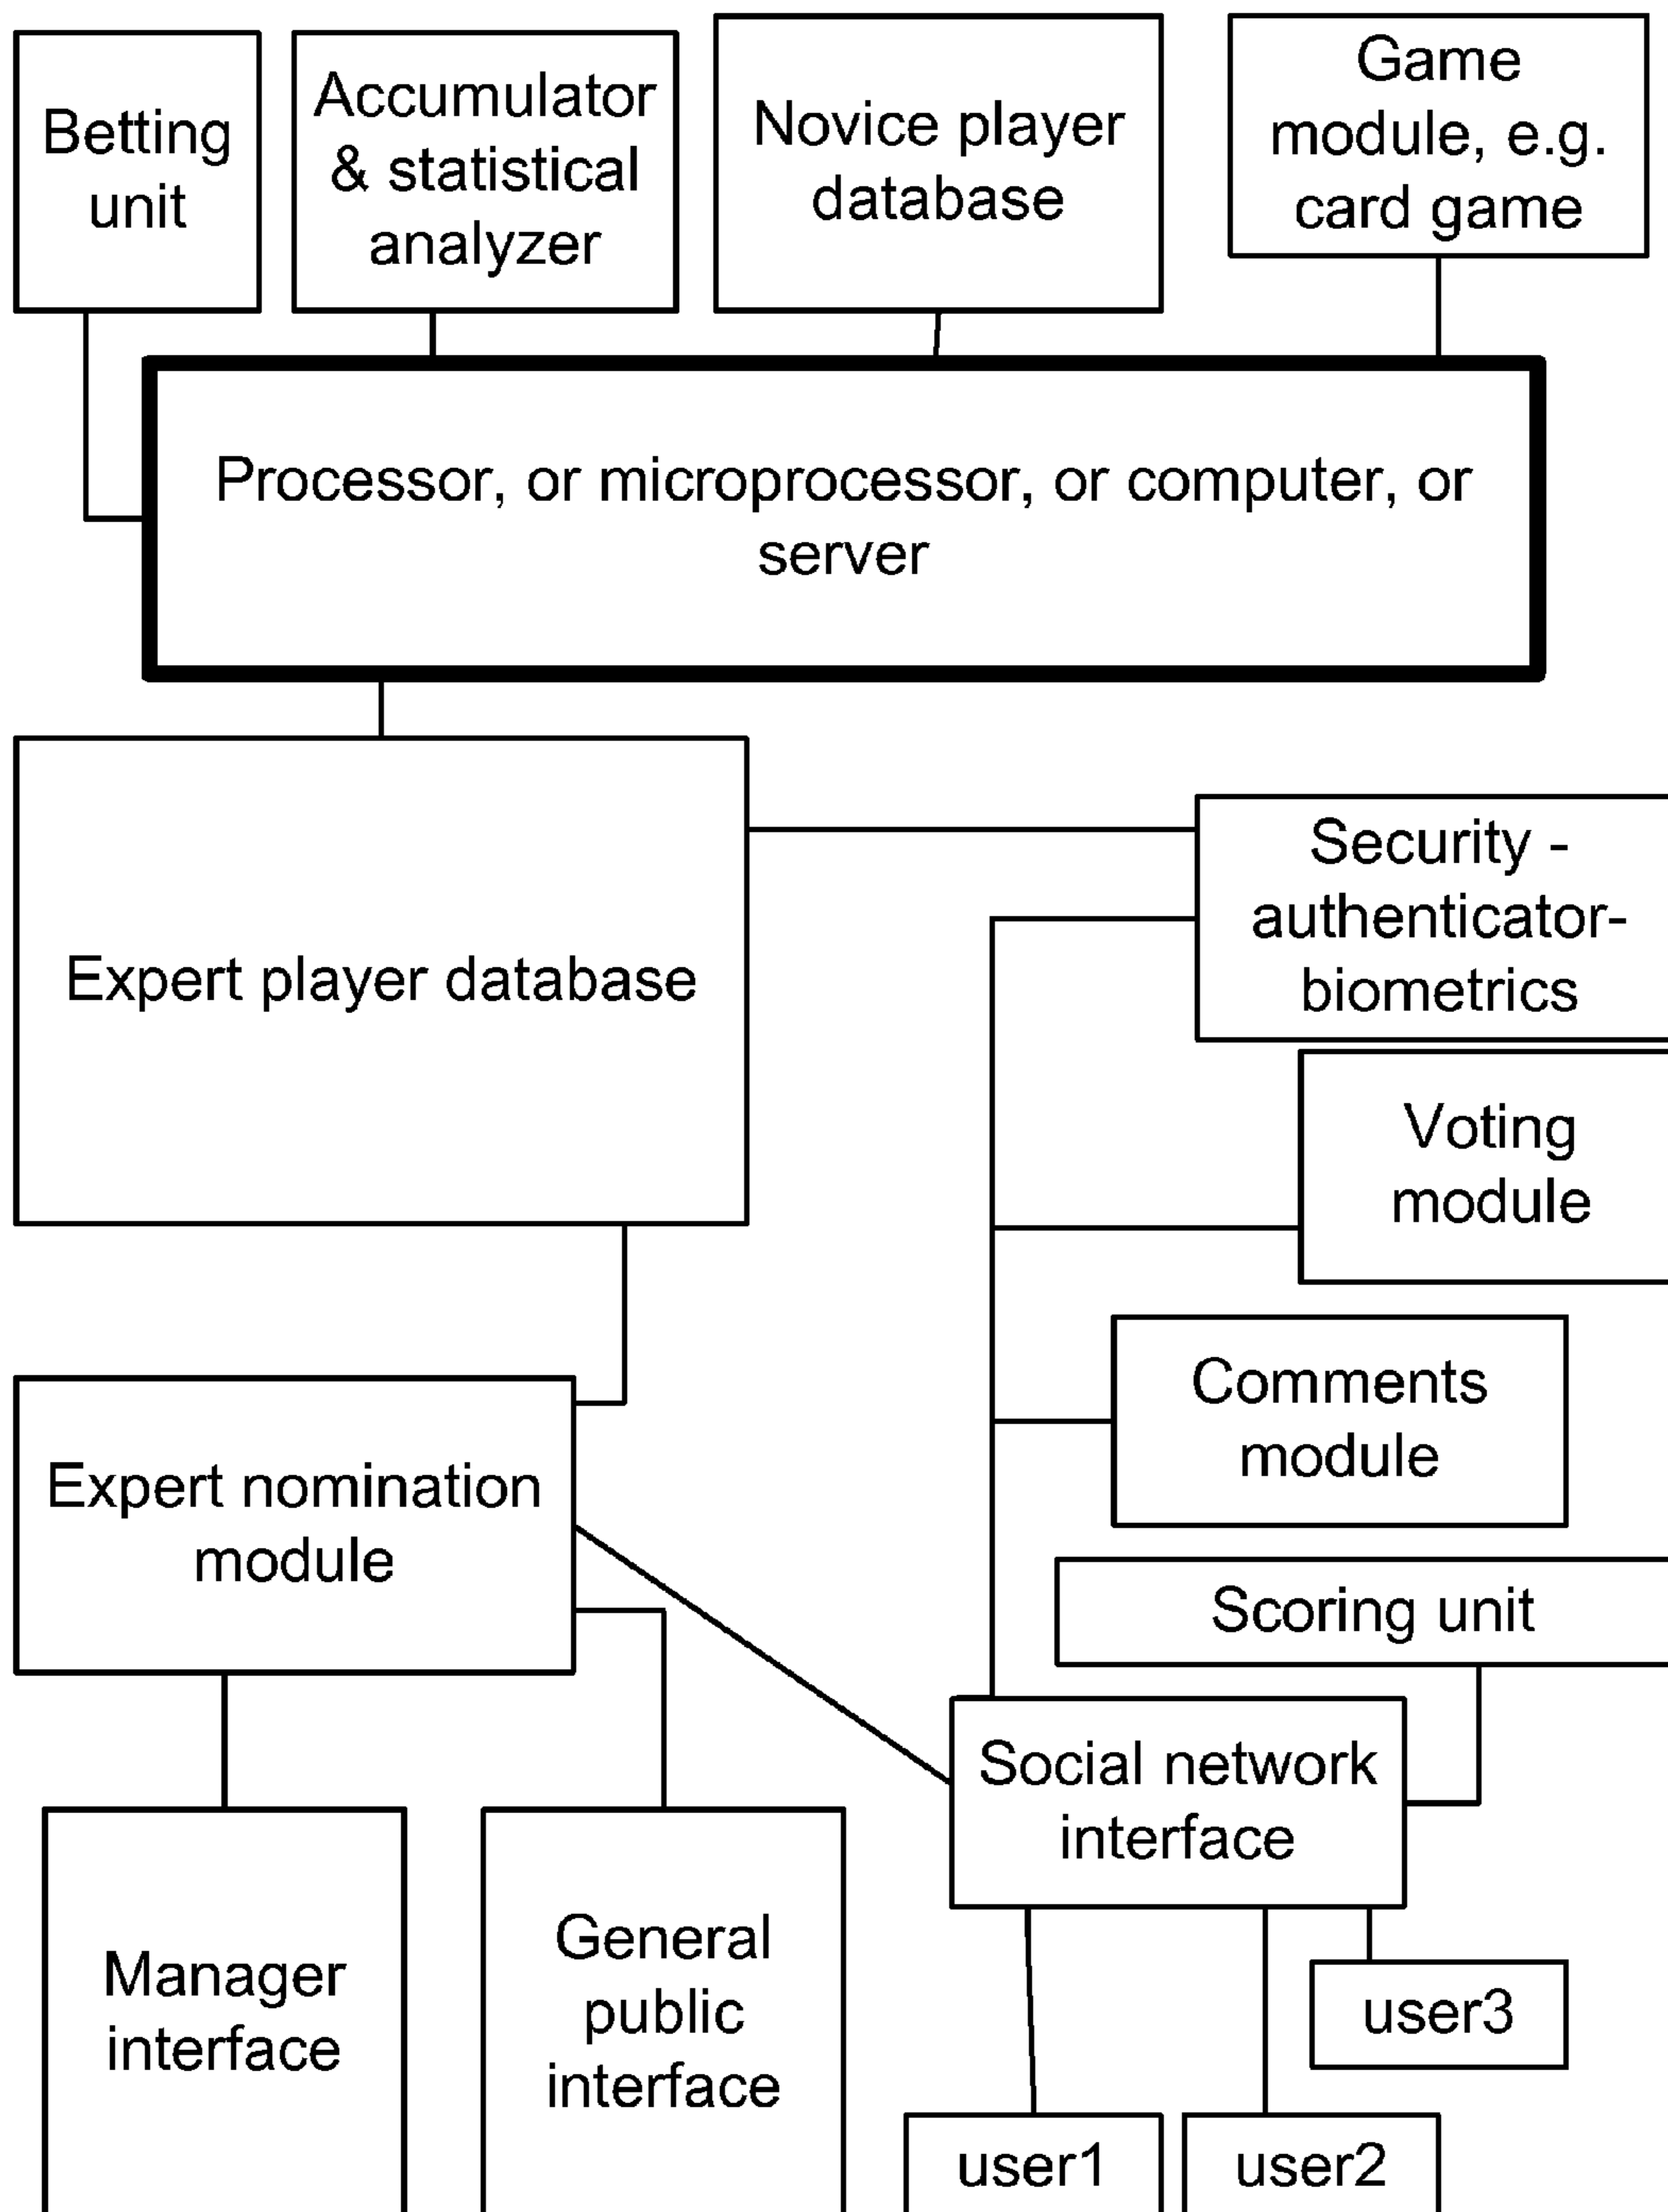 Betting
unit
Accumulator
& statistical
analyzer
Novice player
database
Game
module, e.g.
card game
Processor, or microprocessor, or computer, or
server
Expert player database
Security -
authenticator-
biometrics
Voting
module
Comments
module
Expert nomination
module
Scoring unit
Social network
interface
Manager
interface
General
public
interface
user3
user1
user2